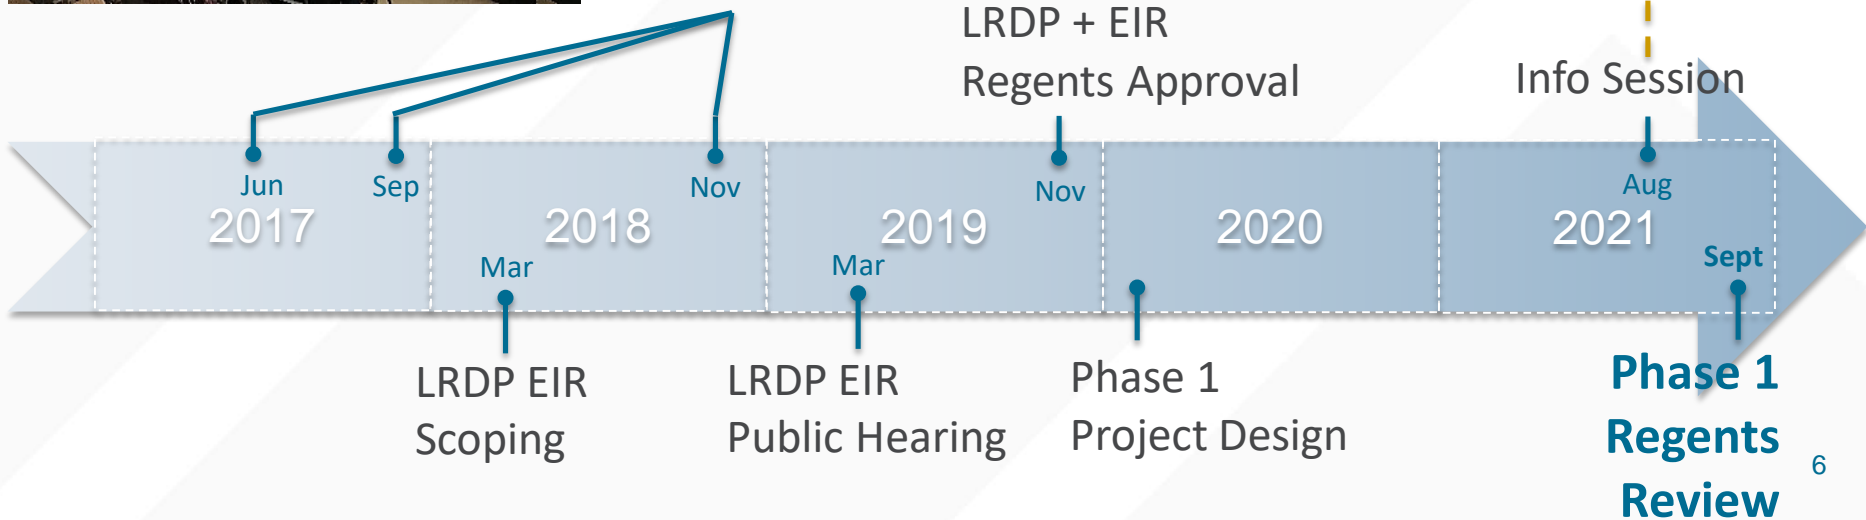 LRDP + EIR
Regents Approval
Info Session
Jun
Sep
Nov
Nov
Aug
2017
2018
2019
2020
2021
Mar
Mar
Sept
LRDP EIR
Scoping
LRDP EIR
Public Hearing
Phase 1
Project Design
Phase 1
Regents
Review
6